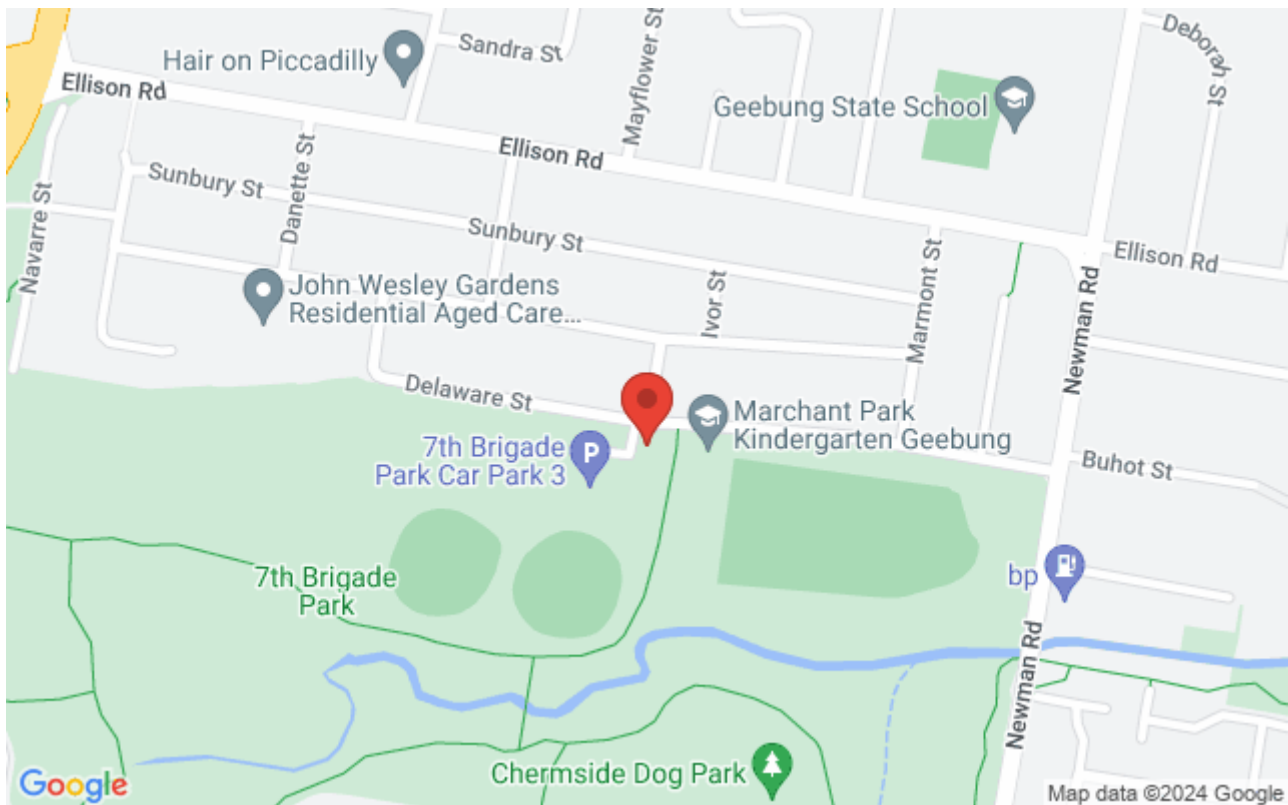 Sandra St
Mayflower St
Deborah St
Hair on Piccadilly
Ellison Rd
Geebung State School
Ellison Rd
Sunbury St
Danette St
Navarre St
Sunbury St
Marmont St
Ellison Rd
John Wesley Gardens
Residential Aged Care...
Ivor St
Newman Rd
Delaware St
Marchant Park
Kindergarten Geebung
7th Brigade
Park Car Park 3
P
Buhot St
7th Brigade
Park
bp
Newman Rd
Chermside Dog Park
Google
Map data ©2024 Google